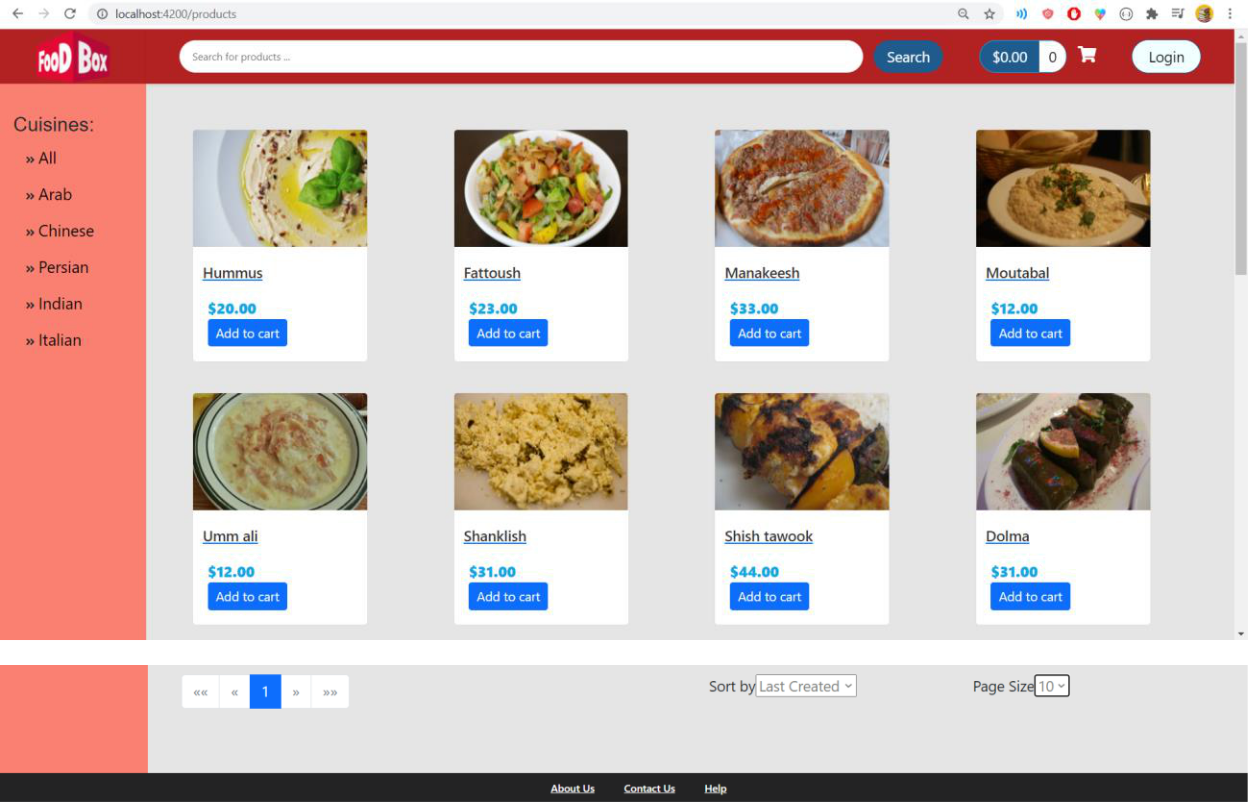 localhost:4200/products
FooD Box
Search for products ...
Search
$0.00 0
Login
Cuisines:
» All
» Arab
» Chinese
» Persian
» Indian
» Italian
Hummus
$20.00
Add to cart
Fattoush
$23.00
Add to cart
Manakeesh
$33.00
Add to cart
Moutabal
$12.00
Add to cart
Umm ali
$12.00
Add to cart
Shanklish
$31.00
Add to cart
Shish tawook
$44.00
Add to cart
Dolma
$31.00
Add to cart
«« « 1 » »»
Sort by Last Created
Page Size 10
About Us Contact Us Help